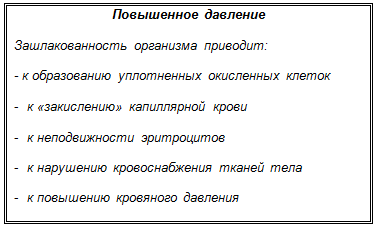 Повышенное давление
Зашлакованность организма приводит:
- к образованию уплотненных окисленных клеток
- к «закислению» капиллярной крови
- к неподвижности эритроцитов
- к нарушению кровоснабжения тканей тела
- к повышению кровяного давления